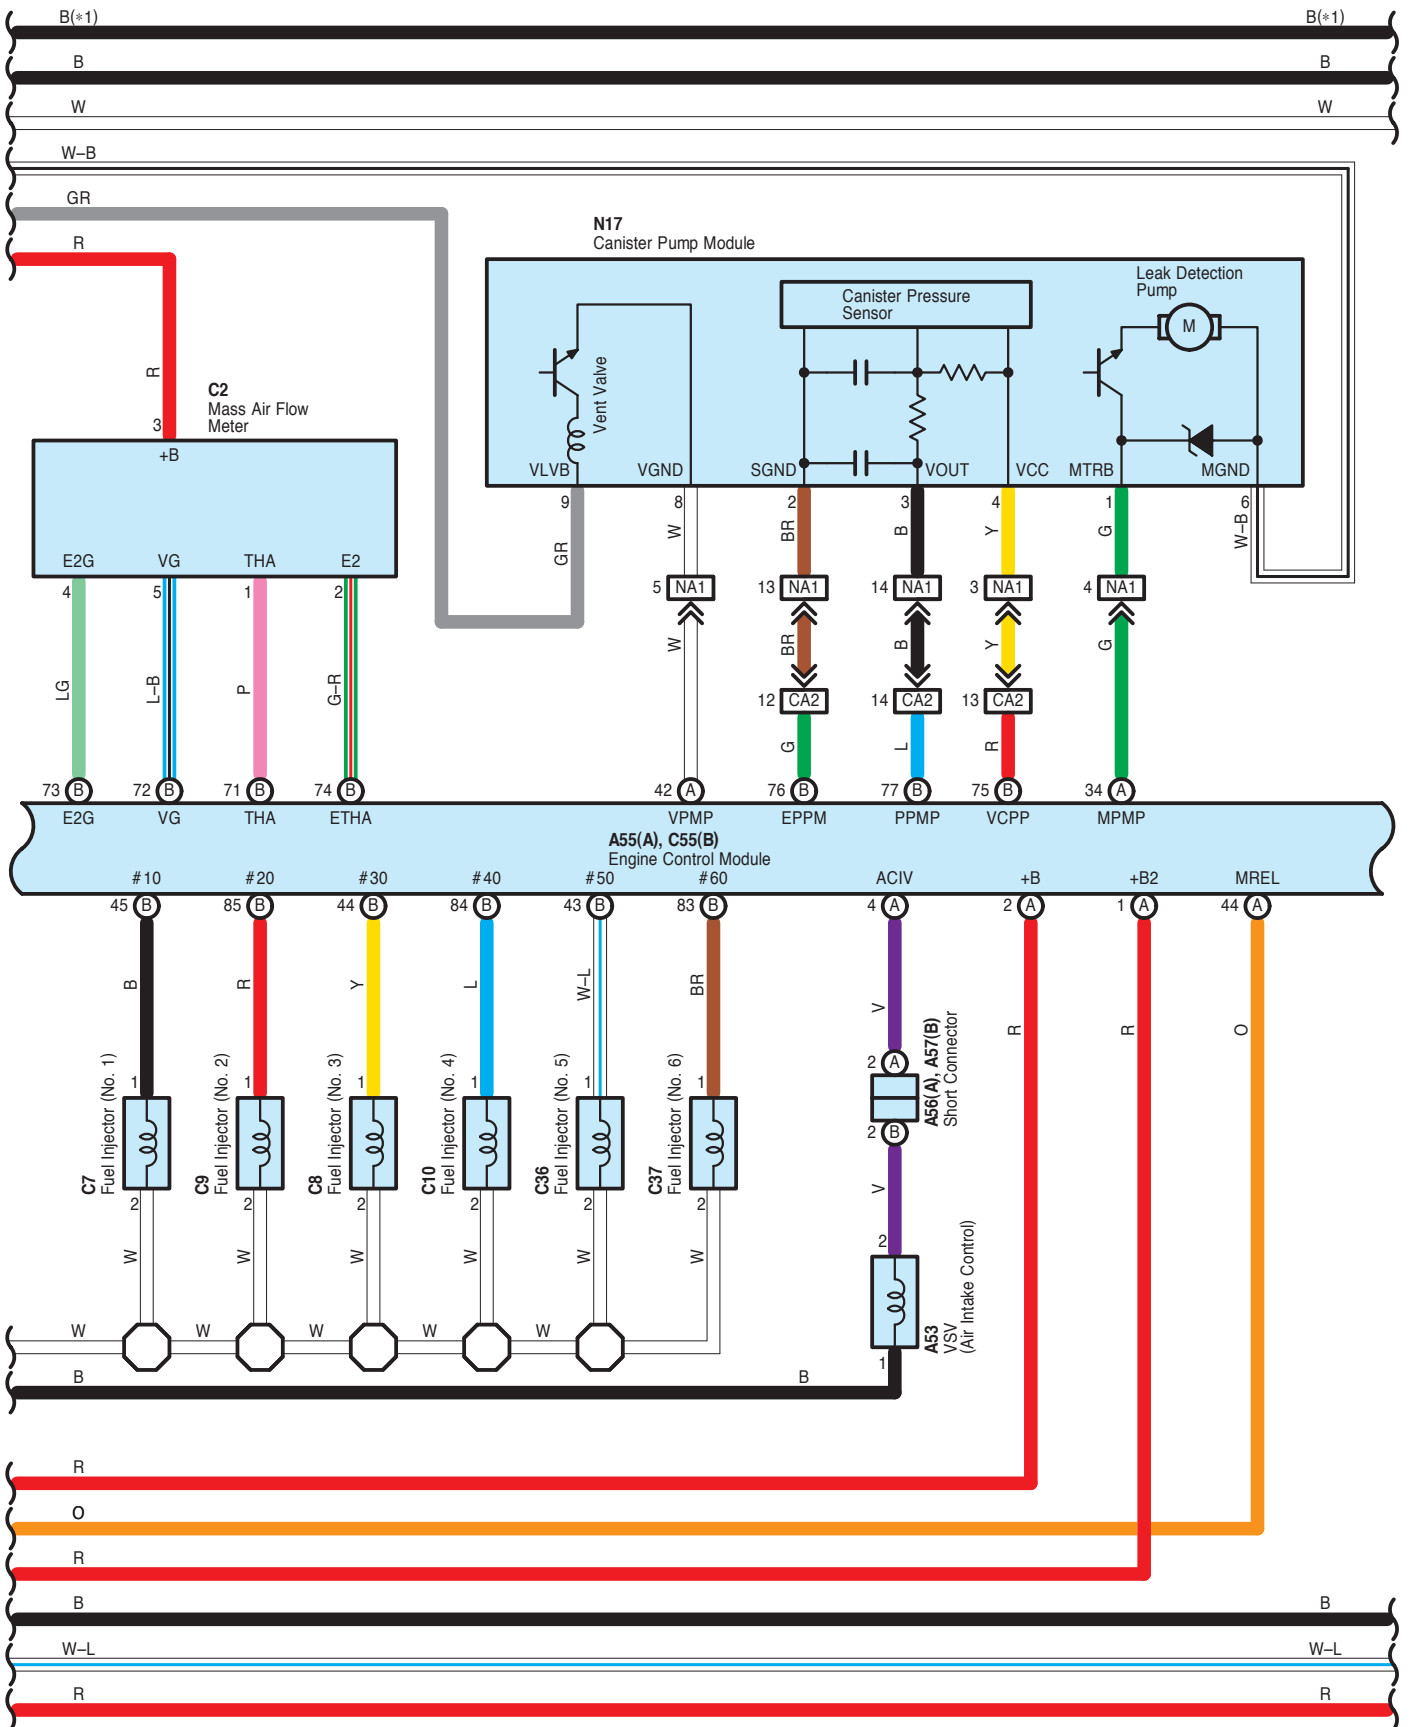 B(*1) B(*1)
B B
W W
W–B
GR
R
N17
Canister Pump Module
Leak Detection
Pump
Canister Pressure
Sensor
M
Vent Valve
R
C2
Mass Air Flow
Meter
3
+B
VLVB VGND SGND VOUT VCC MTRB MGND
9 8 2 3 4 1 6
GR W BR B Y G W–B
E2G VG THA E2
4 5 1 2
5 NA1 13 NA1 14 NA1 3 NA1 4 NA1
W BR B Y G
LG L–B P G–R
12 CA2 14 CA2 13 CA2
G L R
73 B 72 B 71 B 74 B 42 A 76 B 77 B 75 B 34 A
E2G VG THA ETHA VPMP EPPM PPMP VCPP MPMP
A55(A), C55(B)
Engine Control Module
#10 #20 #30 #40 #50 #60 ACIV +B +B2 MREL
45 B 85 B 44 B 84 B 43 B 83 B 4 A 2 A 1 A 44 A
B R Y L W–L BR V R R O
2 A
A56(A), A57(B)
Short Connector
2 B
1 1 1 1 1 1
C7
Fuel Injector (No. 1)
C9
Fuel Injector (No. 2)
C8
Fuel Injector (No. 3)
C10
Fuel Injector (No. 4)
C36
Fuel Injector (No. 5)
C37
Fuel Injector (No. 6)
2 2 2 2 2 2
V
W W W W W W
2
A53
VSV
(Air Intake Control)
1
W W W W W
B B
R
O
R
B B
W–L W–L
R R